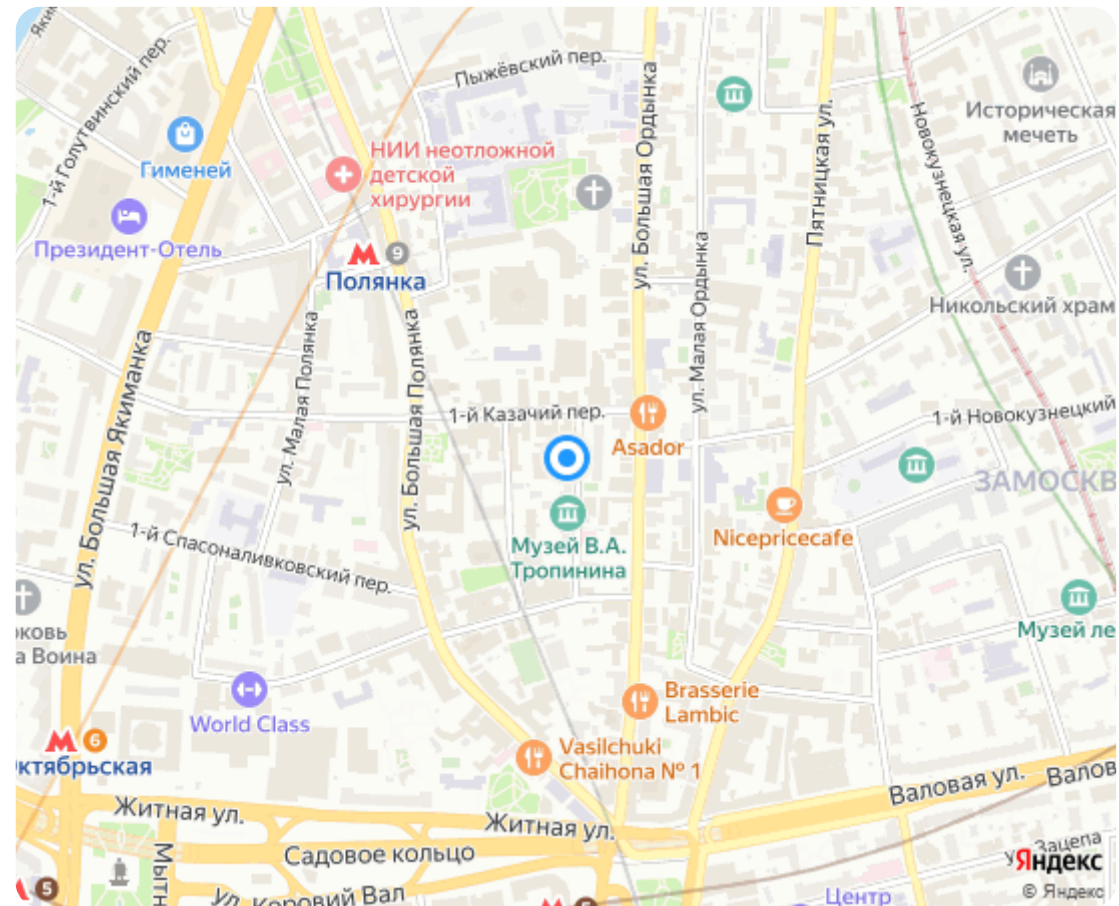 Яки
1-й Голутвинский пер.
Пыжёвский пер.
Историческая
мечеть
Гименей
НИИ неотложной
детской
хирургии
ул. Большая Ордынка
Пятницкая ул.
Новокузнецкая ул.
Президент-Отель
9
Полянка
Никольский храм
ул. Малая Ордынка
ул. Большая Якиманка
ул. Малая Полянка
ул. Большая Полянка
1-й Казачий пер.
Asador
1-й Новокузнецкий
ЗАМОСКВ
Nicepricecafe
1-й Спасоналивковский пер.
Музей В.А.
Тропинина
Музей ле
рковь
а Воина
World Class
Brasserie
Lambic
6
ктябрьская
Vasilchuki
Chaihona № 1
Валовая ул.
Валов
Житная ул.
Житная ул.
Садовое кольцо
Мытн
ул. Коровий Вал
5
Зацепа
Яндекс
© Яндекс
Центр